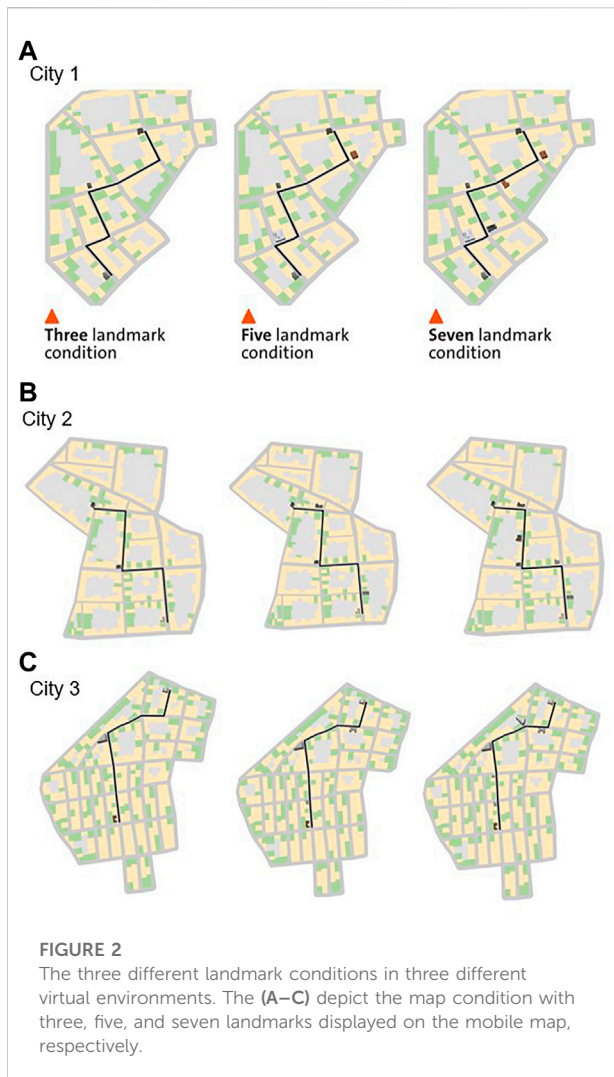 A
City 1
Three landmark condition
Five landmark condition
Seven landmark condition
B
City 2
C
City 3
FIGURE 2
The three different landmark conditions in three different
virtual environments. The (A–C) depict the map condition with
three, five, and seven landmarks displayed on the mobile map,
respectively.